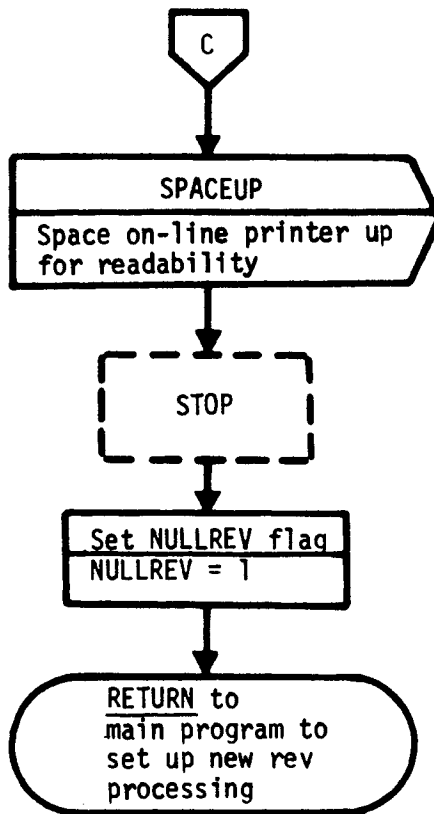 C
SPACEUP
Space on-line printer up
for readability
STOP
Set NULLREV flag
NULLREV = 1
RETURN to
main program to
set up new rev
processing